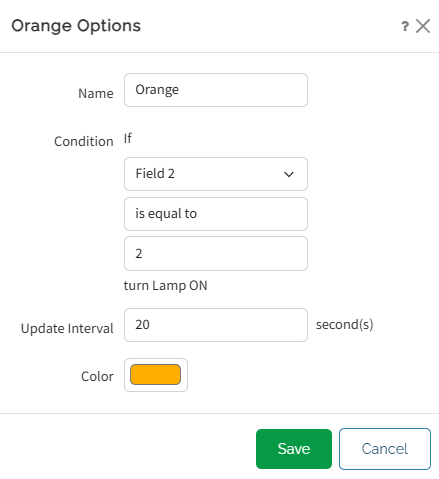 Orange Options ?
Name Orange
Condition If
Field 2
is equal to
2
turn Lamp ON
Update Interval 20 second(s)
Color
Save Cancel